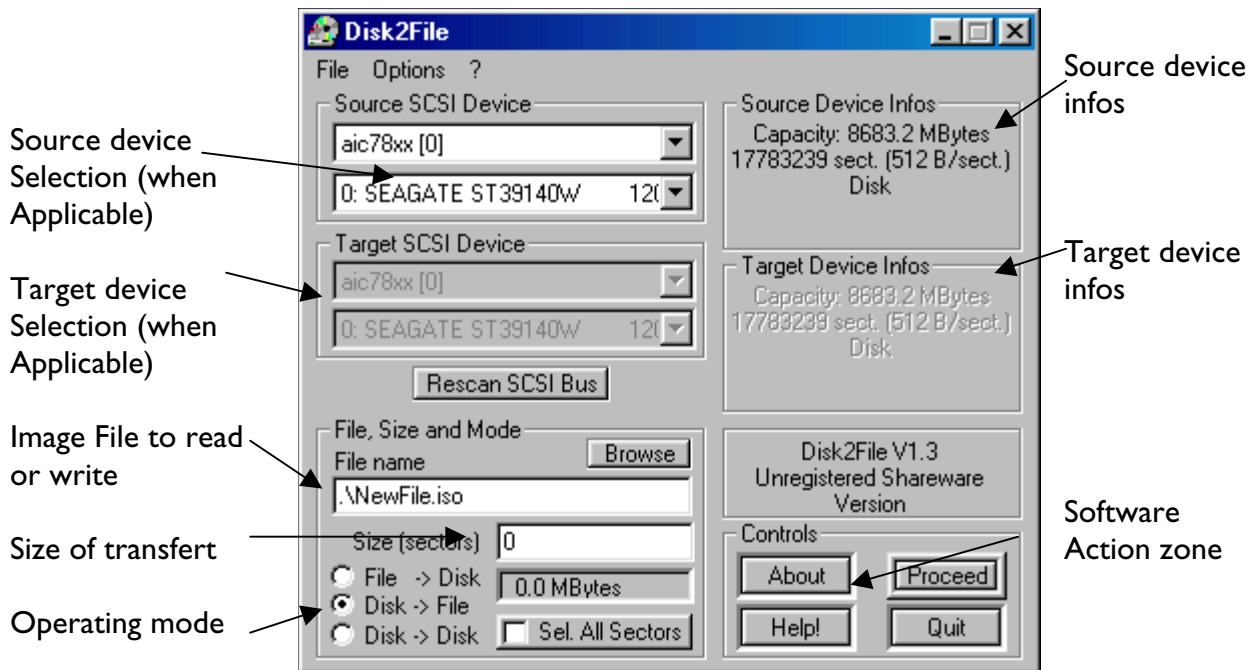 Disk2File
File Options ?
Source SCSI Device
aic78xx [0]
0: SEAGATE ST39140W 120
Target SCSI Device
aic78xx [0]
0: SEAGATE ST39140W 120
Rescan SCSI Bus
File, Size and Mode
File name
Browse
.\NewFile.iso
Size (sectors)
0
File -> Disk
0.0 MBytes
Disk -> File
Disk -> Disk
Sel. All Sectors
Source Device Infos
Capacity: 8683.2 MBytes
17783239 sect. (512 B/sect.)
Disk
Target Device Infos
Capacity: 8683.2 MBytes
17783239 sect. (512 B/sect.)
Disk
Disk2File V1.3
Unregistered Shareware
Version
Controls
About
Proceed
Help!
Quit
Source device
Selection (when
Applicable)
Target device
Selection (when
Applicable)
Image File to read
or write
Size of transfert
Operating mode
Source device
infos
Target device
infos
Software
Action zone